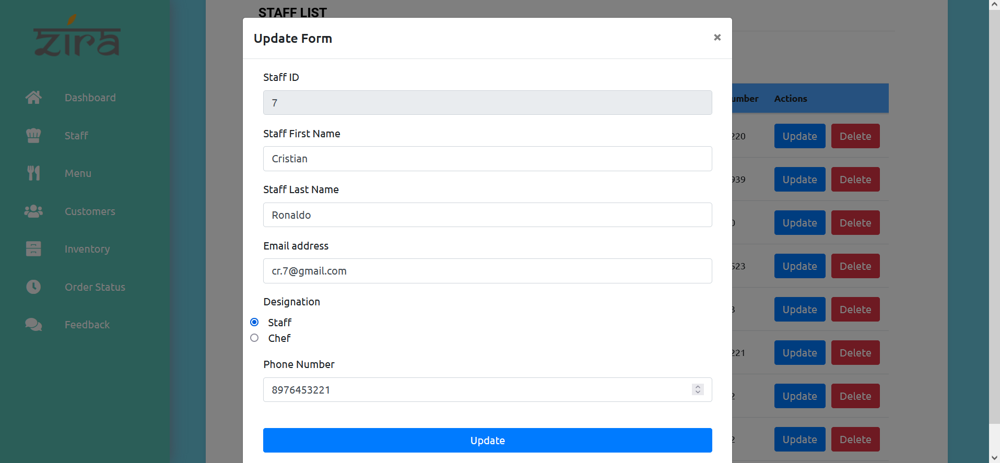 zira
Dashboard
Staff
Menu
Customers
Inventory
Order Status
Feedback
STAFF LIST
Update Form
×
Staff ID
7
Staff First Name
Cristian
Staff Last Name
Ronaldo
Email address
cr.7@gmail.com
Designation
Staff
Chef
Phone Number
8976453221
Update
Actions
220 Update Delete
939 Update Delete
0 Update Delete
523 Update Delete
3 Update Delete
221 Update Delete
2 Update Delete
2 Update Delete